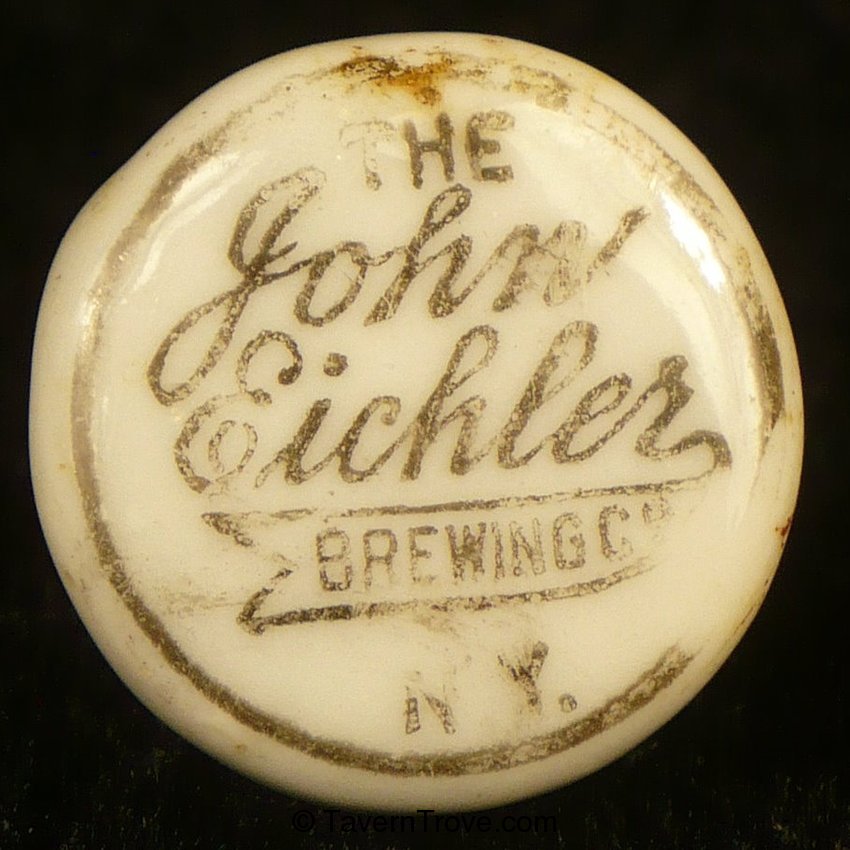 THE
John
Eichler
BREWING CO
N.Y.
© TavernTrove.com